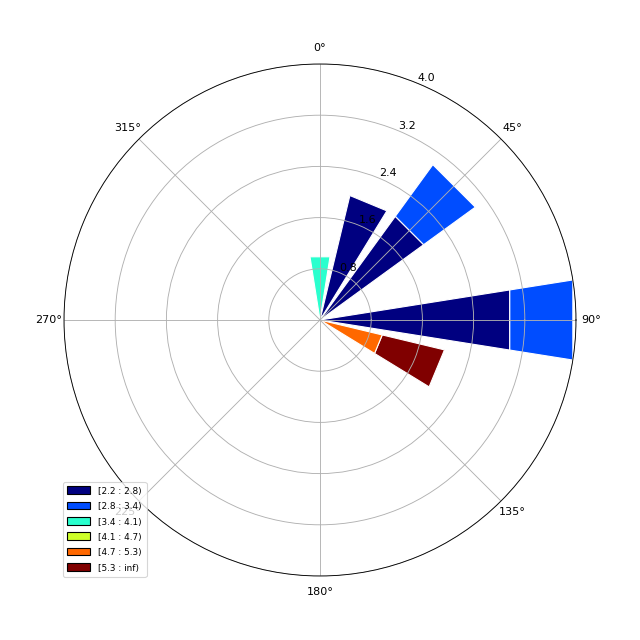 0°
4.0
315°
3.2
45°
2.4
1.6
0.8
270°
90°
[2.2 : 2.8)
[2.8 : 3.4)
225°
[3.4 : 4.1)
135°
[4.1 : 4.7)
[4.7 : 5.3)
[5.3 : inf)
180°